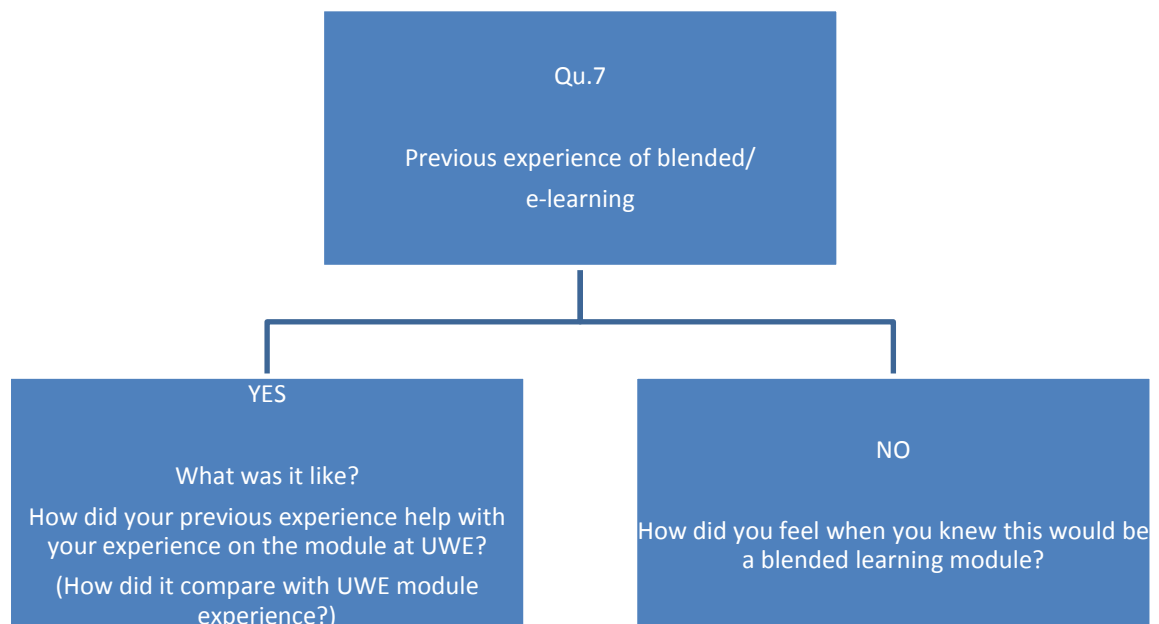 Qu.7
Previous experience of blended/
e-learning
YES
What was it like?
How did your previous experience help with
your experience on the module at UWE?
(How did it compare with UWE module
experience?)
NO
How did you feel when you knew this would be
a blended learning module?